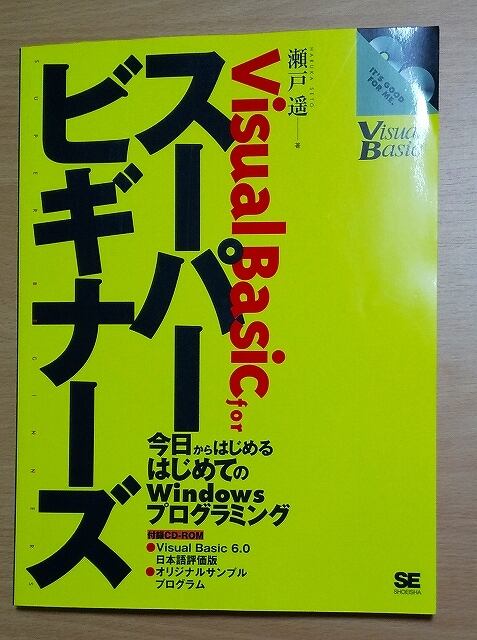 IT'S GOOD
FOR ME
Visual
Basic
HARUKA SETO
瀬戸遥
著
Visual Basic for
スーパー
ビギナーズ
SUPER BEGINNERS
今日からはじめる
はじめての
Windows
プログラミング
付録CD-ROM
●Visual Basic 6.0
日本語評価版
●オリジナルサンプル
プログラム
SE
SHOEISHA